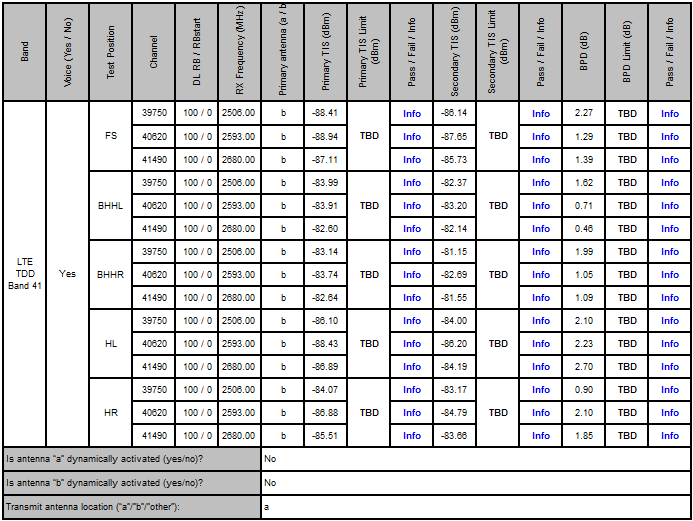 Band Voice (Yes / No) Test Position Channel DL RB / RBstart RX Frequency (MHz) Primary antenna (a / b Primary TIS (dBm) Primary TIS Limit (dBm) Pass / Fail / Info Secondary TIS (dBm) Secondary TIS Limit (dBm) Pass / Fail / Info BPD (dB) BPD Limit (dB) Pass / Fail / Info
LTE TDD Band 41 Yes
FS TBD TBD
39750 100 / 0 2506.00 b -88.41 Info -86.14 Info 2.27 TBD Info
40620 100 / 0 2593.00 b -88.94 Info -87.65 Info 1.29 TBD Info
41490 100 / 0 2680.00 b -87.11 Info -85.73 Info 1.39 TBD Info
BHHL TBD TBD
39750 100 / 0 2506.00 b -83.99 Info -82.37 Info 1.62 TBD Info
40620 100 / 0 2593.00 b -83.91 Info -83.20 Info 0.71 TBD Info
41490 100 / 0 2680.00 b -82.60 Info -82.14 Info 0.46 TBD Info
BHHR TBD TBD
39750 100 / 0 2506.00 b -83.14 Info -81.15 Info 1.99 TBD Info
40620 100 / 0 2593.00 b -83.74 Info -82.69 Info 1.05 TBD Info
41490 100 / 0 2680.00 b -82.64 Info -81.55 Info 1.09 TBD Info
HL TBD TBD
39750 100 / 0 2506.00 b -86.10 Info -84.00 Info 2.10 TBD Info
40620 100 / 0 2593.00 b -88.43 Info -86.20 Info 2.23 TBD Info
41490 100 / 0 2680.00 b -86.89 Info -84.19 Info 2.70 TBD Info
HR TBD TBD
39750 100 / 0 2506.00 b -84.07 Info -83.17 Info 0.90 TBD Info
40620 100 / 0 2593.00 b -86.88 Info -84.79 Info 2.10 TBD Info
41490 100 / 0 2680.00 b -85.51 Info -83.66 Info 1.85 TBD Info
Is antenna "a" dynamically activated (yes/no)? No
Is antenna "b" dynamically activated (yes/no)? No
Transmit antenna location ("a"/"b"/"other"): a